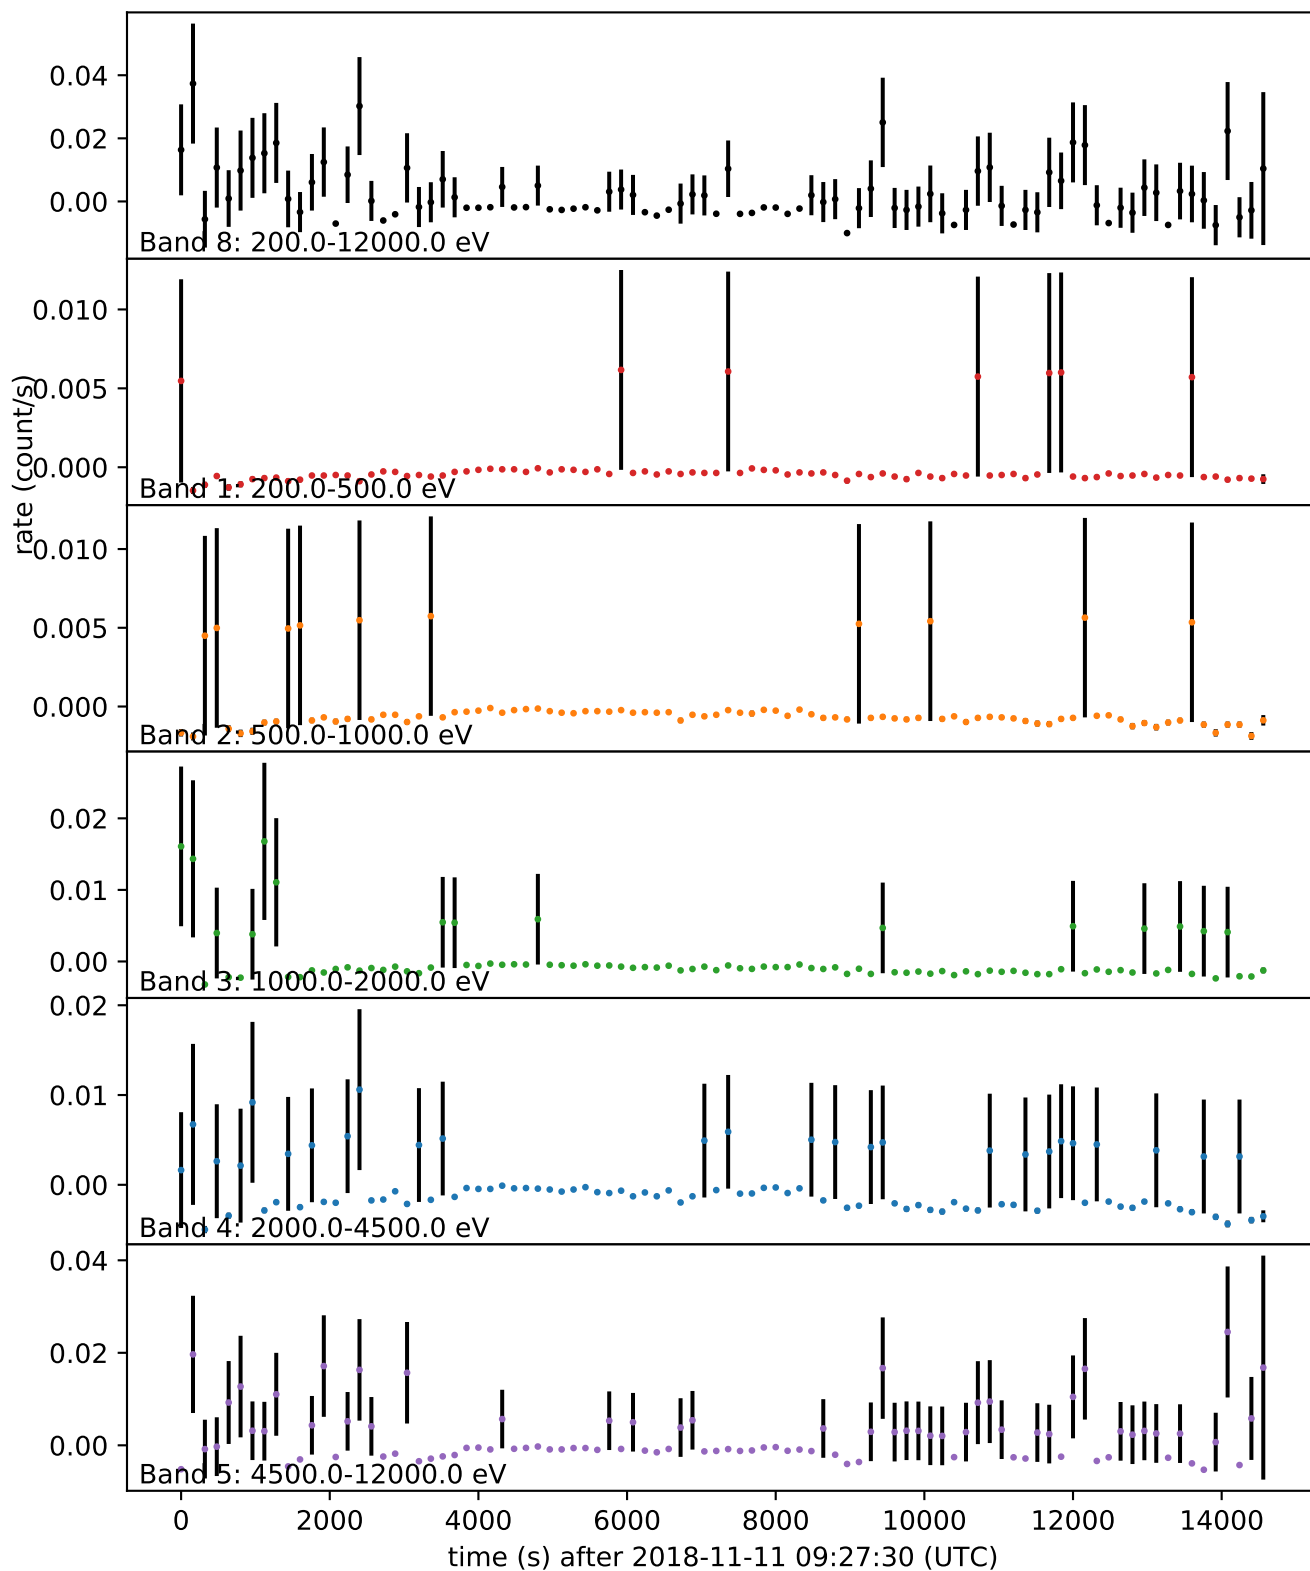 0.04
0.02
0.00
Band 8: 200.0-12000.0 eV
0.010
0.005
0.000
Band 1: 200.0-500.0 eV
rate (count/s)
0.010
0.005
0.000
Band 2: 500.0-1000.0 eV
0.02
0.01
0.00
Band 3: 1000.0-2000.0 eV
0.02
0.01
0.00
Band 4: 2000.0-4500.0 eV
0.04
0.02
0.00
Band 5: 4500.0-12000.0 eV
0 2000 4000 6000 8000 10000 12000 14000
time (s) after 2018-11-11 09:27:30 (UTC)